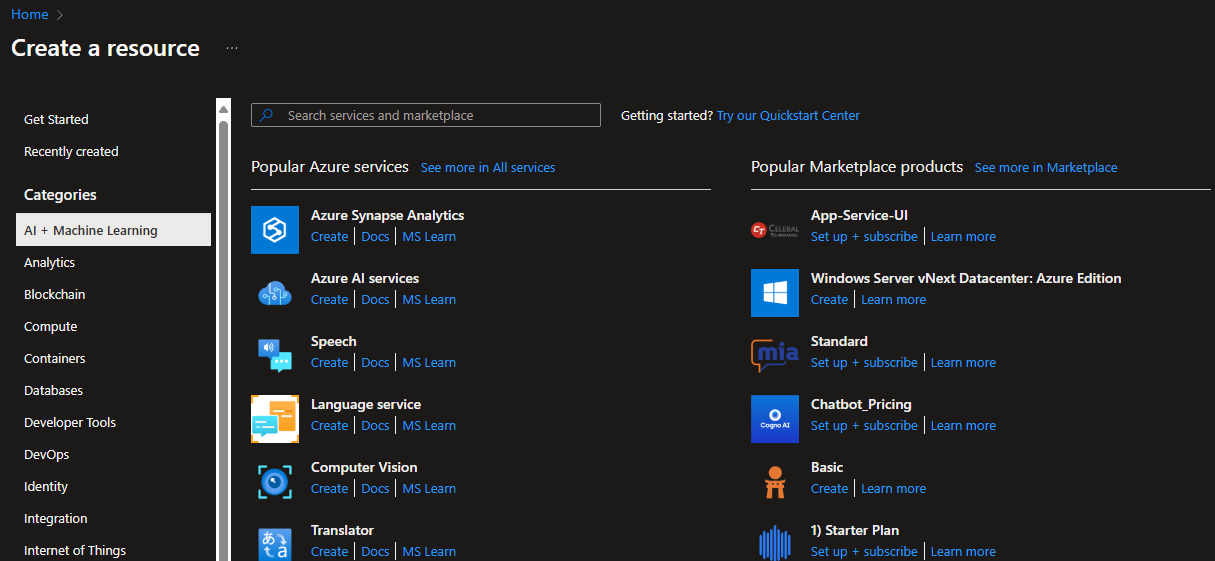 Home >
Create a resource ...
Get Started
Recently created
Categories
AI + Machine Learning
Analytics
Blockchain
Compute
Containers
Databases
Developer Tools
DevOps
Identity
Integration
Internet of Things
Search services and marketplace
Getting started? Try our Quickstart Center
Popular Azure services See more in All services
Azure Synapse Analytics
Create | Docs | MS Learn
Azure AI services
Create | Docs | MS Learn
Speech
Create | Docs | MS Learn
Language service
Create | Docs | MS Learn
Computer Vision
Create | Docs | MS Learn
Translator
Create | Docs | MS Learn
Popular Marketplace products See more in Marketplace
CT CELEBAL TECHNOLOGIES
App-Service-UI
Set up + subscribe | Learn more
Windows Server vNext Datacenter: Azure Edition
Create | Learn more
mia
Standard
Set up + subscribe | Learn more
Cogno AI
Chatbot_Pricing
Set up + subscribe | Learn more
Basic
Create | Learn more
1) Starter Plan
Set up + subscribe | Learn more